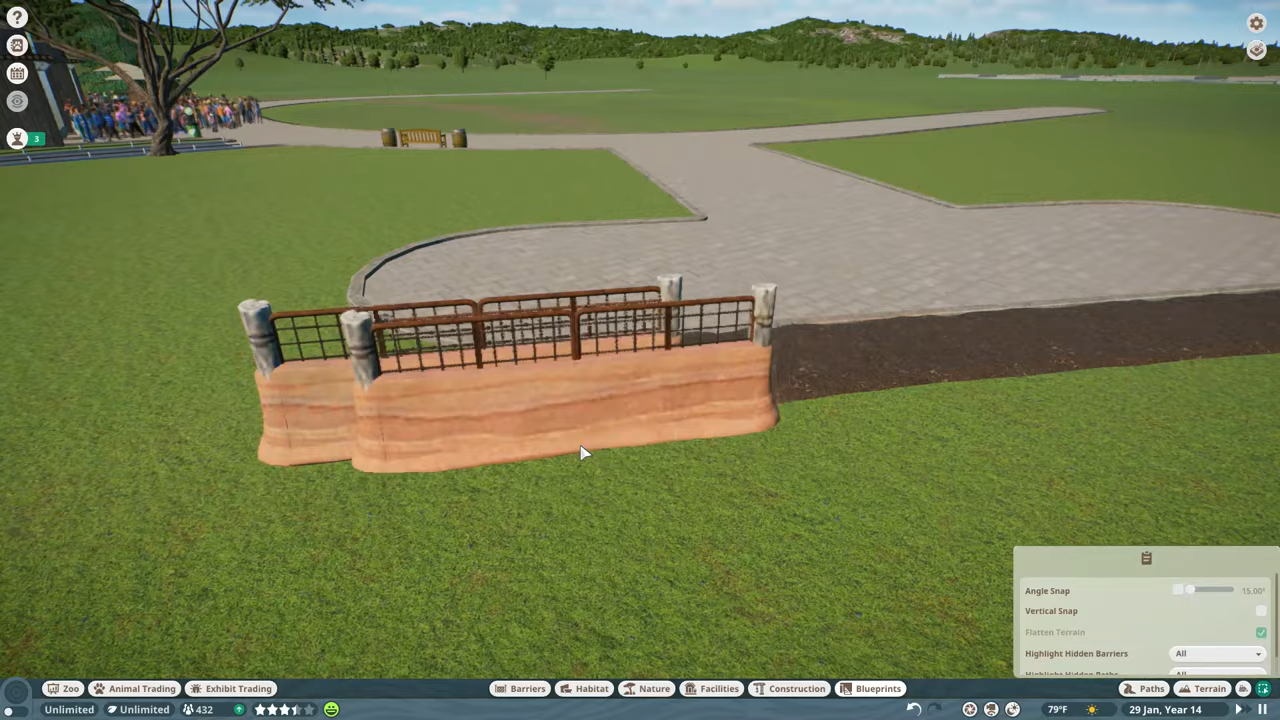 3
Angle Snap 15.00°
Vertical Snap
Flatten Terrain
Highlight Hidden Barriers All
Zoo Animal Trading Exhibit Trading Barriers Habitat Nature Facilities Construction Blueprints Paths Terrain
Unlimited Unlimited 432 79°F 29 Jan, Year 14